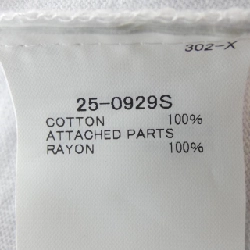 302-X
25-0929S
COTTON 100%
ATTACHED PARTS
RAYON 100%